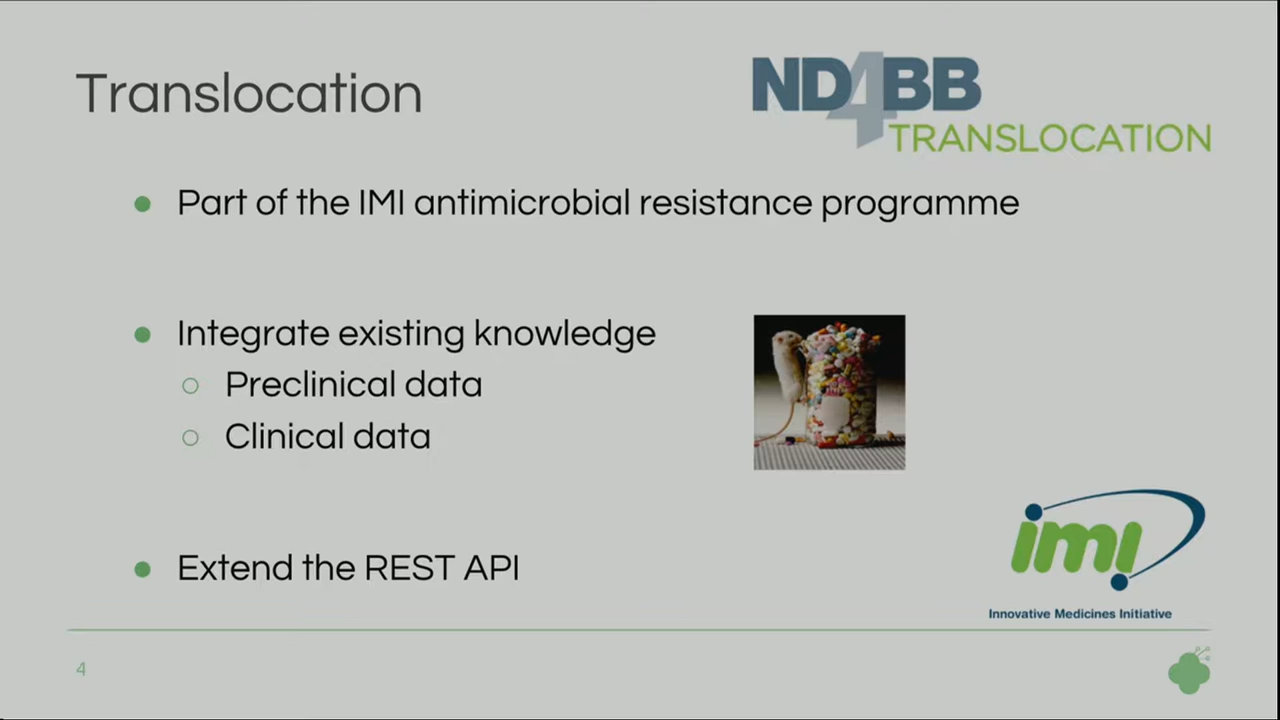 Translocation
ND4BB
TRANSLOCATION
Part of the IMI antimicrobial resistance programme
Integrate existing knowledge
Preclinical data
Clinical data
Extend the REST API
imi
Innovative Medicines Initiative
4